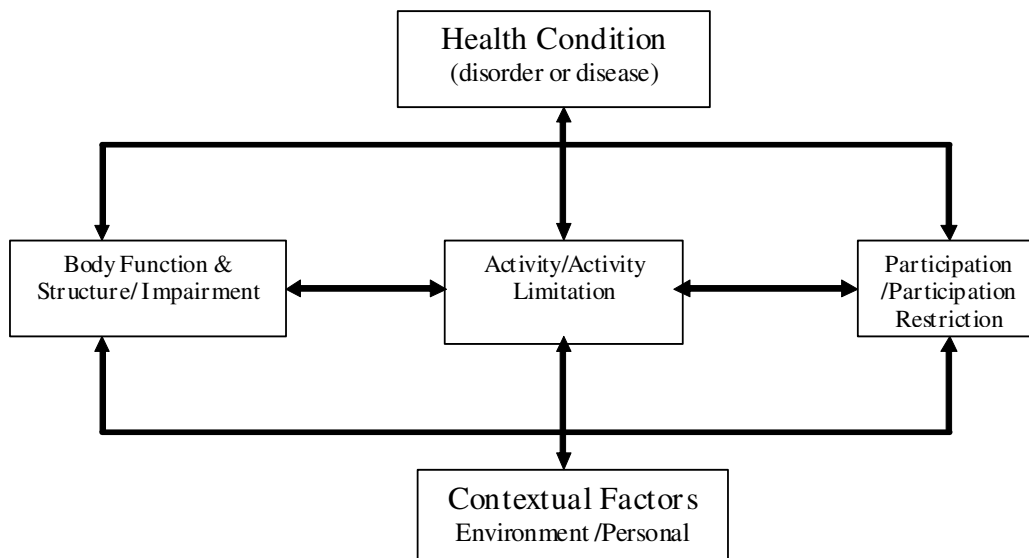 Health Condition
(disorder or disease)
Body Function &
Structure/ Impairment
Activity/Activity
Limitation
Participation
/Participation
Restriction
Contextual Factors
Environment /Personal